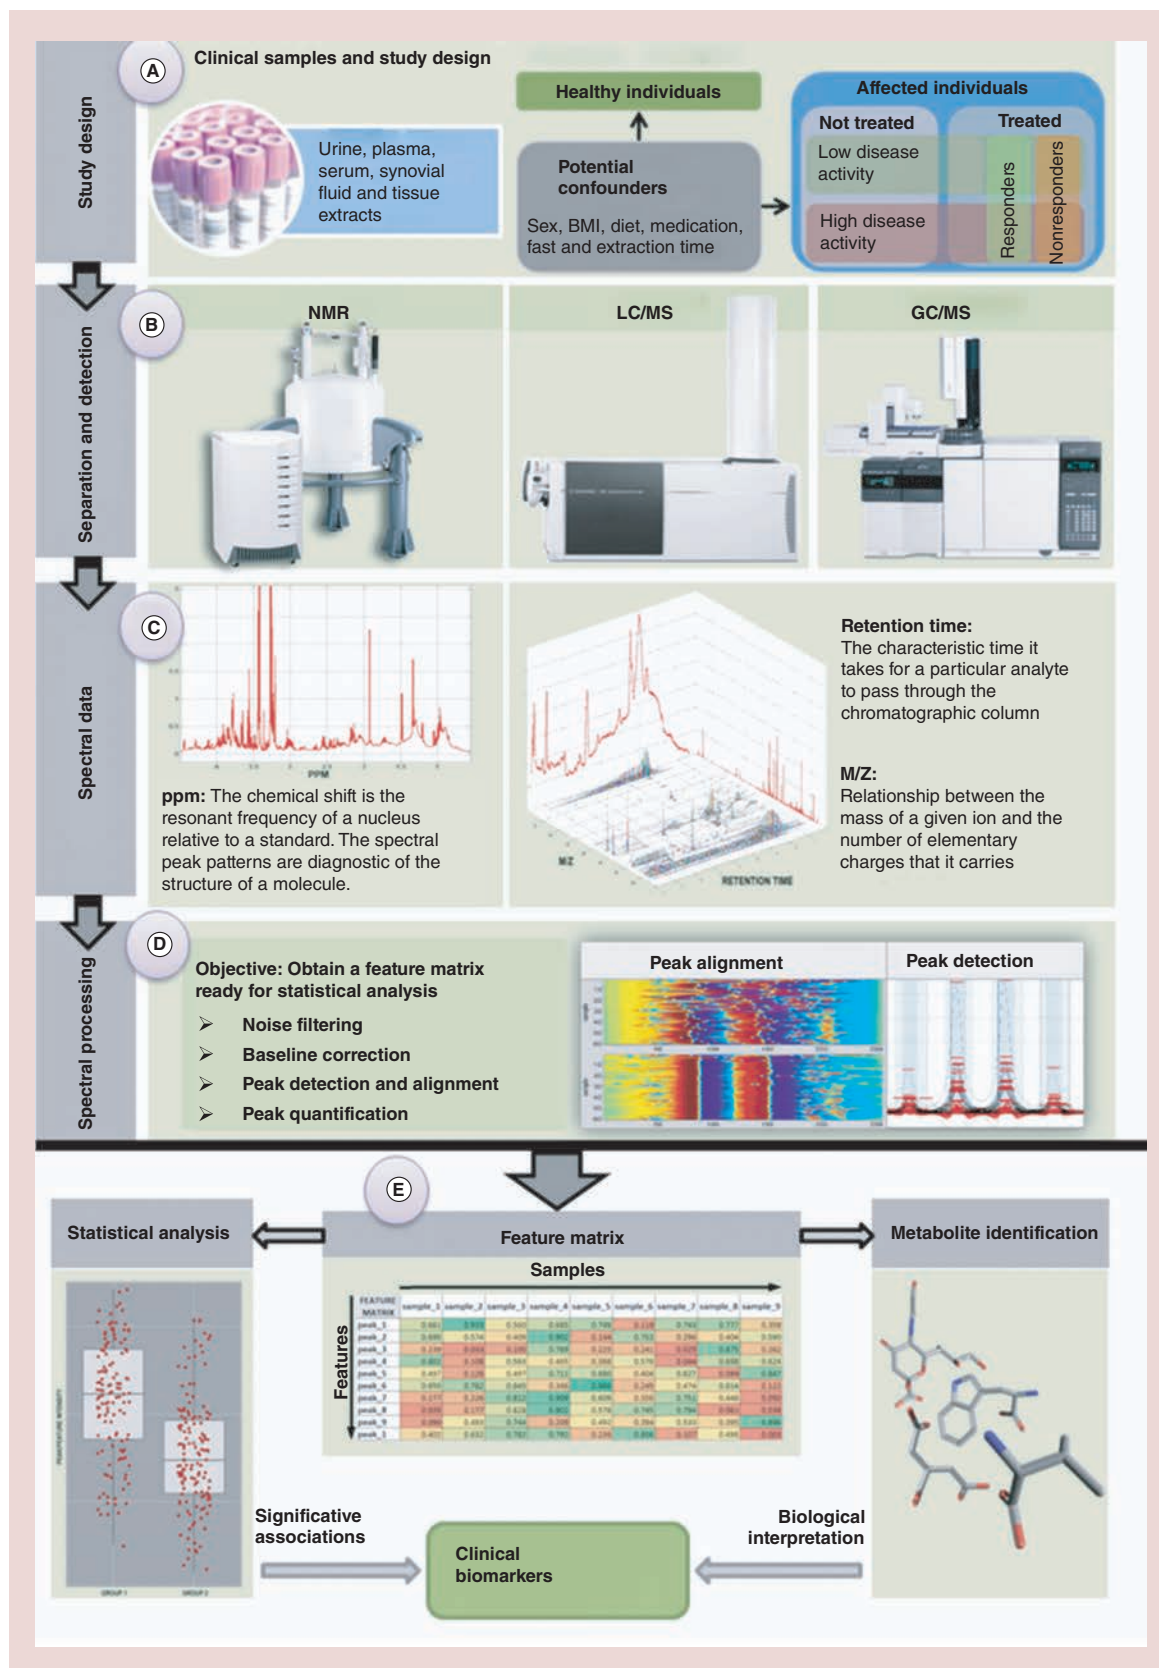 A
Clinical samples and study design
Study design
Urine, plasma,
serum, synovial
fluid and tissue
extracts
Healthy individuals
Potential
confounders
Sex, BMI, diet, medication,
fast and extraction time
Affected individuals
Not treated
Treated
Low disease
activity
High disease
activity
Responders
Nonresponders
Separation and detection
B
NMR
LC/MS
GC/MS
Spectral data
C
PPM
ppm: The chemical shift is the
resonant frequency of a nucleus
relative to a standard. The spectral
peak patterns are diagnostic of the
structure of a molecule.
M/Z
RETENTION TIME
Retention time:
The characteristic time it
takes for a particular analyte
to pass through the
chromatographic column
M/Z:
Relationship between the
mass of a given ion and the
number of elementary
charges that it carries
Spectral processing
D
Objective: Obtain a feature matrix
ready for statistical analysis
➢ Noise filtering
➢ Baseline correction
➢ Peak detection and alignment
➢ Peak quantification
Peak alignment
Peak detection
E
Statistical analysis
Feature matrix
Metabolite identification
Samples
Features
FEATURE
MATRIX
sample_1 sample_2 sample_3 sample_4 sample_5 sample_6 sample_7 sample_8 sample_9
peak_1
peak_2
peak_3
peak_4
peak_5
peak_6
peak_7
peak_8
peak_9
peak_1
GROUP 1
GROUP 2
Significative
associations
Clinical
biomarkers
Biological
interpretation